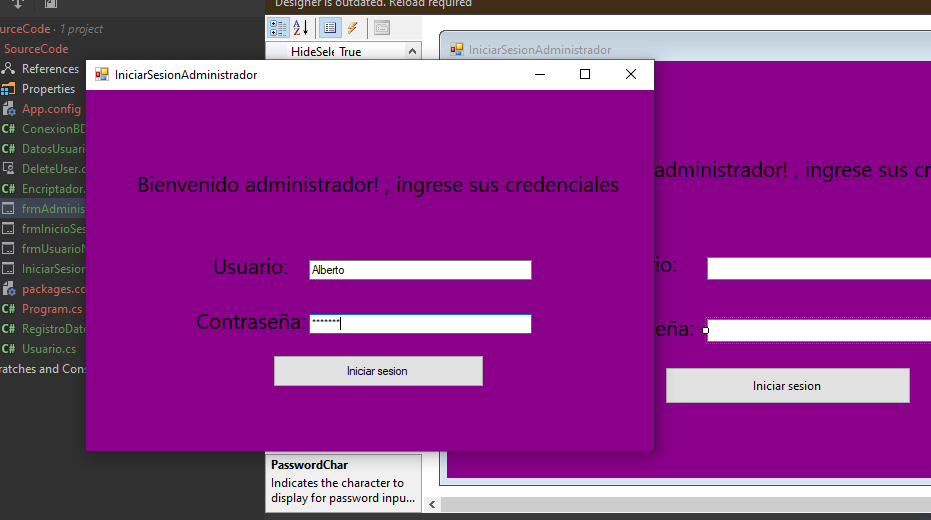 Designer is outdated. Reload required
ourceCode · 1 project
SourceCode
References
Properties
App.config
ConexionBD
DatosUsuari
DeleteUser.c
Encriptador.
frmAdminis
frmInicioSes
frmUsuarioN
IniciarSesion
packages.co
Program.cs
RegistroDato
Usuario.cs
ratches and Cons
HideSele True
IniciarSesionAdministrador
Bienvenido administrador! , ingrese sus credenciales
Usuario:
Alberto
Contraseña:
*******
Iniciar sesion
IniciarSesionAdministrador
administrador! , ingrese sus cr
io:
eña:
Iniciar sesion
PasswordChar
Indicates the character to
display for password inpu...